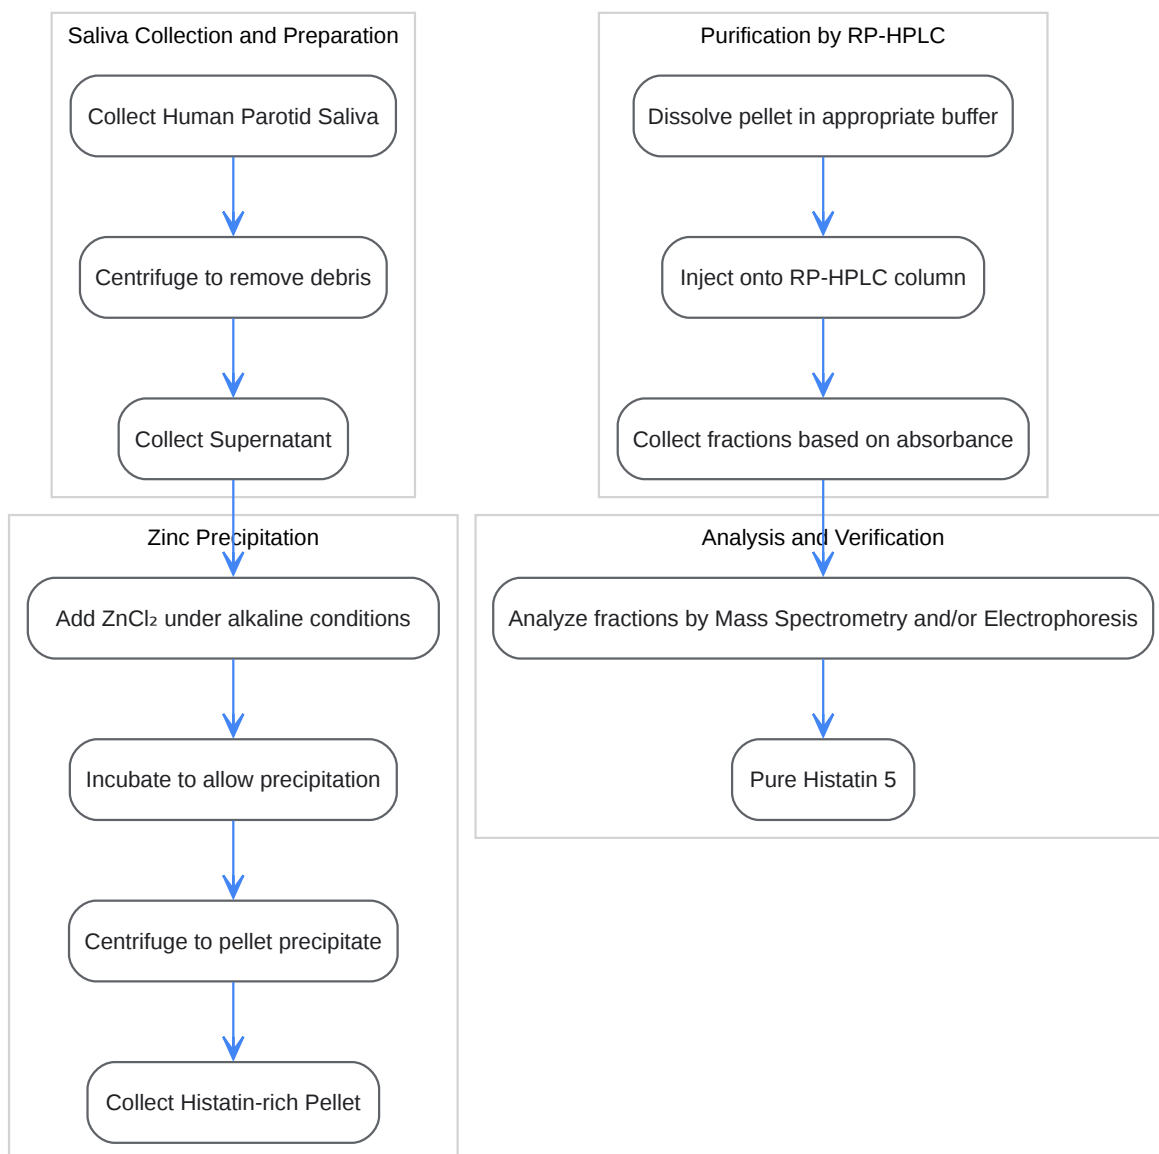 Saliva Collection and Preparation
Collect Human Parotid Saliva
Centrifuge to remove debris
Collect Supernatant
Zinc Precipitation
Add ZnCl₂ under alkaline conditions
Incubate to allow precipitation
Centrifuge to pellet precipitate
Collect Histatin-rich Pellet
Purification by RP-HPLC
Dissolve pellet in appropriate buffer
Inject onto RP-HPLC column
Collect fractions based on absorbance
Analysis and Verification
Analyze fractions by Mass Spectrometry and/or Electrophoresis
Pure Histatin 5